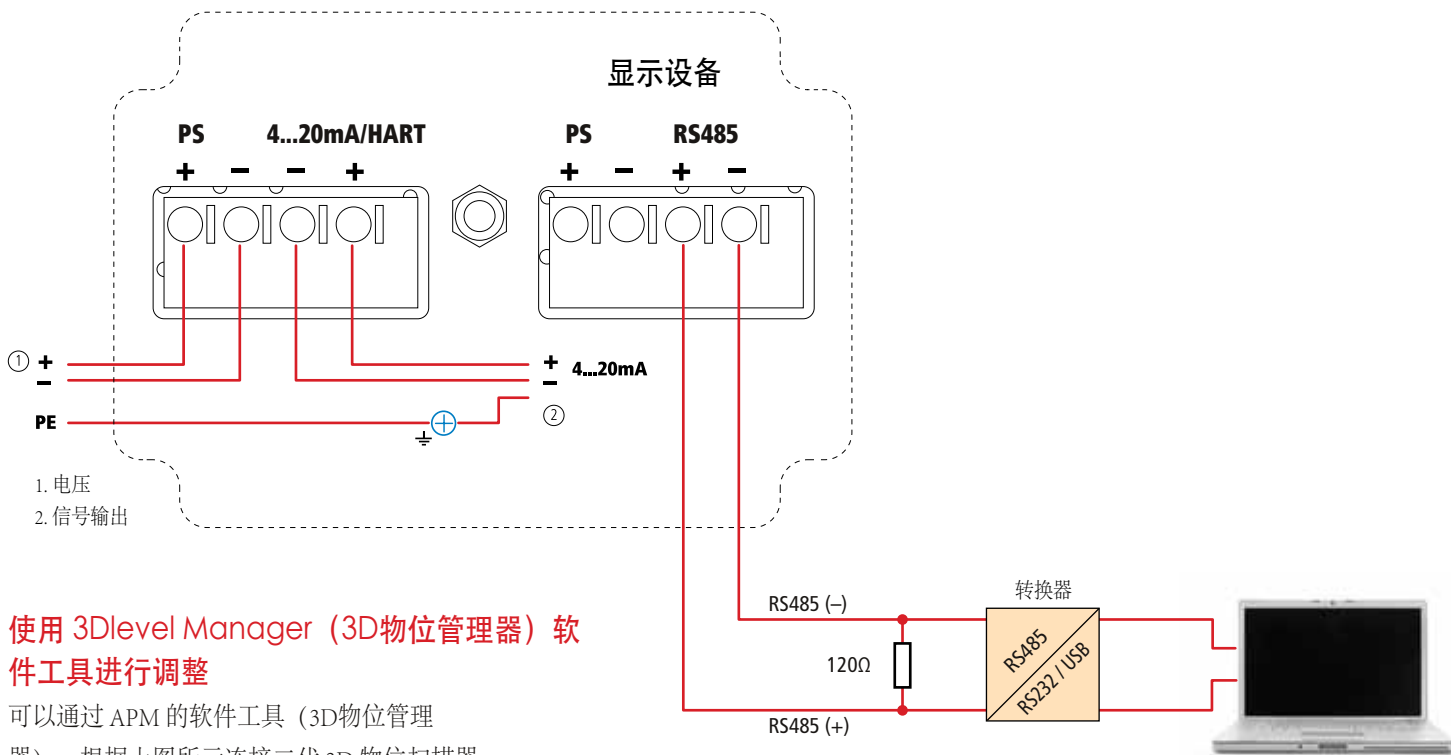 显示设备
PS 4...20mA/HART
+ − − +
PS RS485
+ − + −
① +
−
+ 4...20mA
−
PE
②
1. 电压
2. 信号输出
使用 3Dlevel Manager（3D物位管理器）软
件工具进行调整
可以通过 APM 的软件工具（3D物位管理
RS485 (–)
120Ω
RS485 (+)
转换器
RS485
RS232 / USB